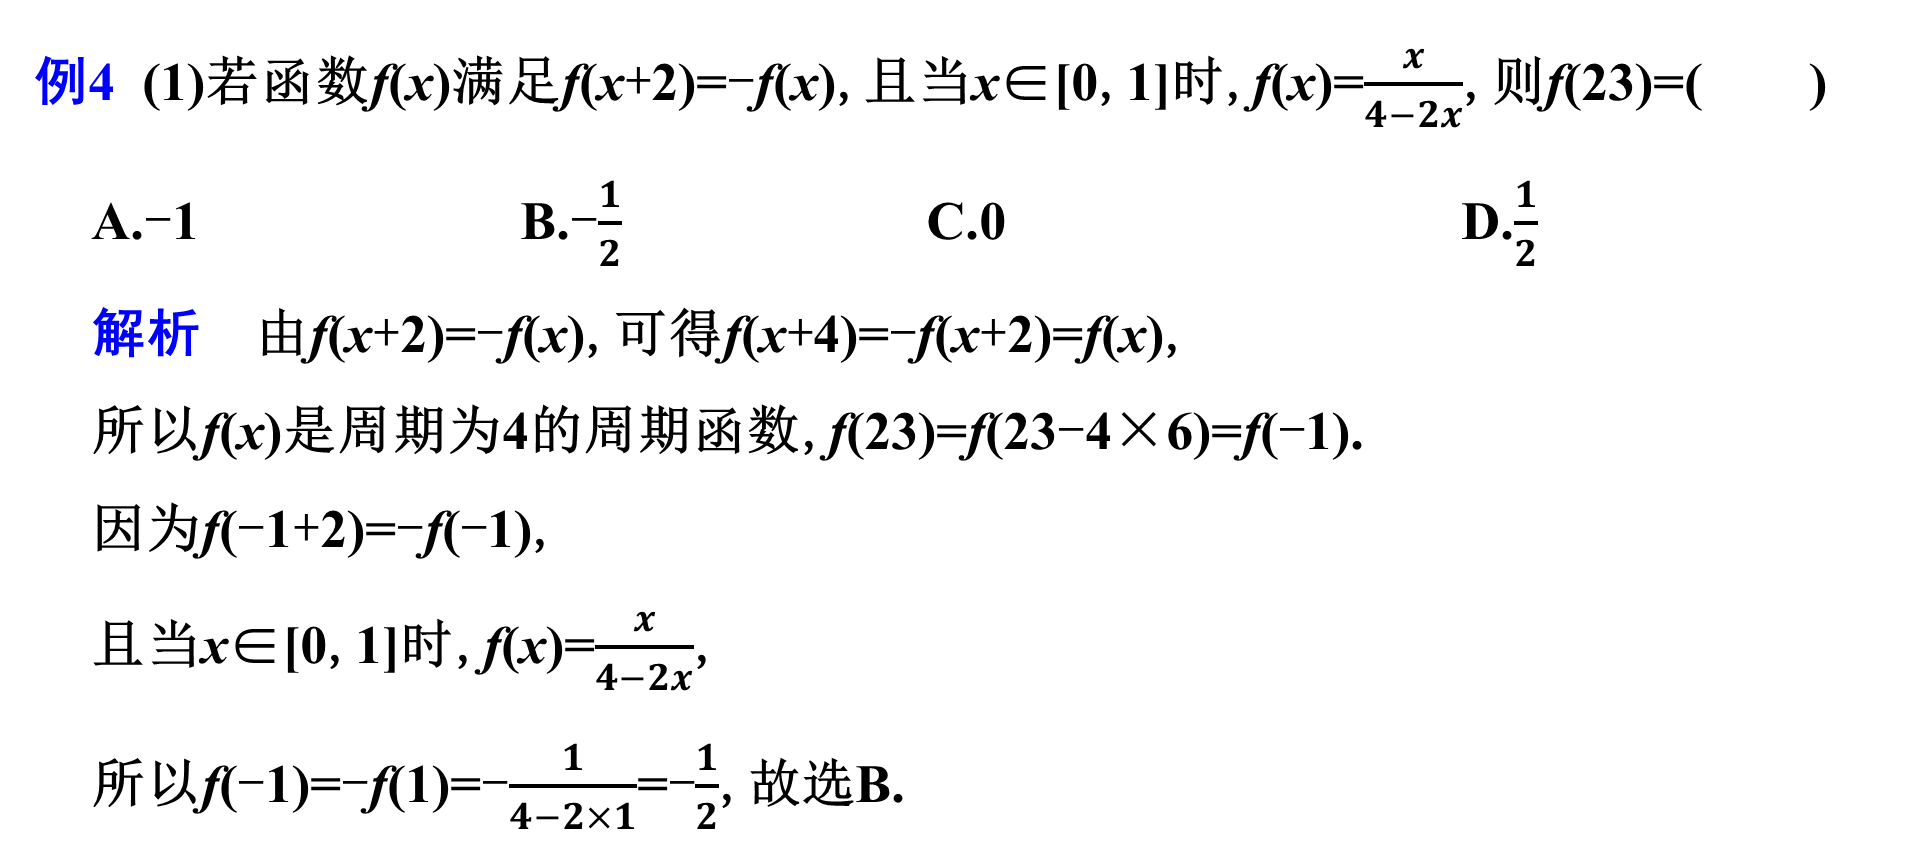 例4 (1)若函数f(x)满足f(x+2)=-f(x), 且当x∈[0, 1]时, f(x)=x/(4-2x), 则f(23)=(  )
A.-1 B.-1/2 C.0 D.1/2
解析 由f(x+2)=-f(x), 可得f(x+4)=-f(x+2)=f(x),
所以f(x)是周期为4的周期函数, f(23)=f(23-4×6)=f(-1).
因为f(-1+2)=-f(-1),
且当x∈[0, 1]时, f(x)=x/(4-2x),
所以f(-1)=-f(1)=-1/(4-2×1)=-1/2, 故选B.